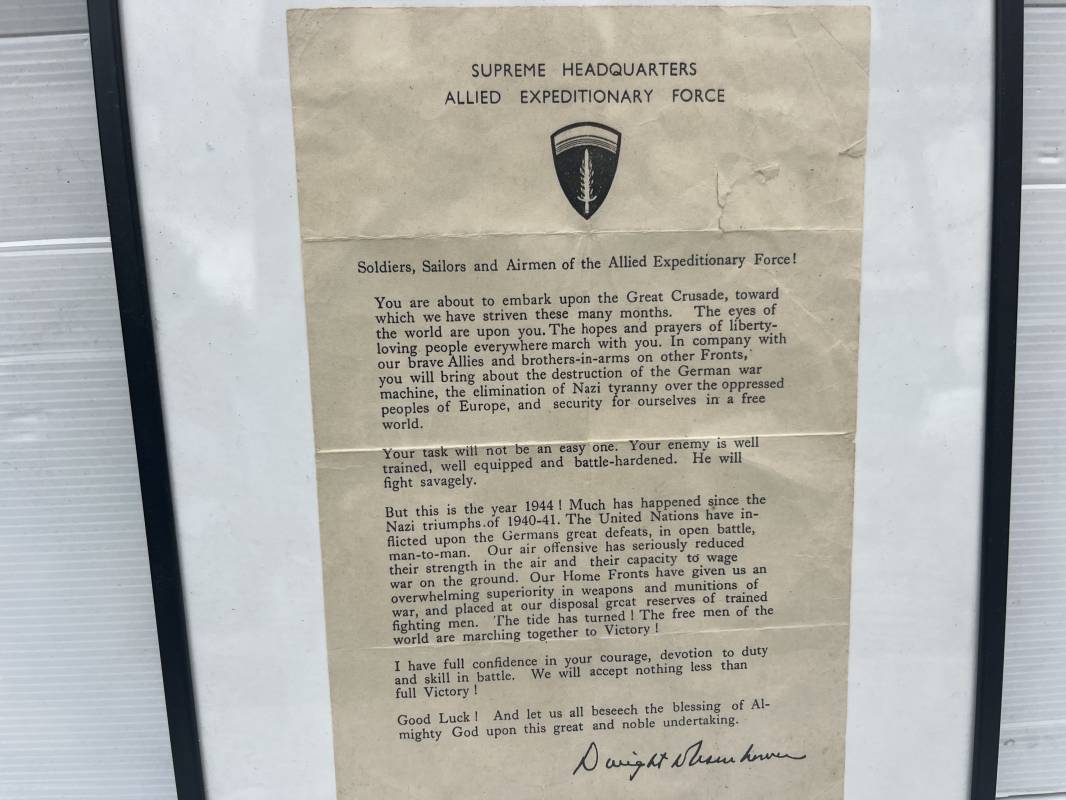 SUPREME HEADQUARTERS
ALLIED EXPEDITIONARY FORCE
Soldiers, Sailors and Airmen of the Allied Expeditionary Force!
You are about to embark upon the Great Crusade, toward
which we have striven these many months. The eyes of
the world are upon you. The hopes and prayers of liberty-
loving people everywhere march with you. In company with
our brave Allies and brothers-in-arms on other Fronts,
you will bring about the destruction of the German war
machine, the elimination of Nazi tyranny over the oppressed
peoples of Europe, and security for ourselves in a free
world.
Your task will not be an easy one. Your enemy is well
trained, well equipped and battle-hardened. He will
fight savagely.
But this is the year 1944! Much has happened since the
Nazi triumphs of 1940-41. The United Nations have in-
flicted upon the Germans great defeats, in open battle,
man-to-man. Our air offensive has seriously reduced
their strength in the air and their capacity to wage
war on the ground. Our Home Fronts have given us an
overwhelming superiority in weapons and munitions of
war, and placed at our disposal great reserves of trained
fighting men. The tide has turned! The free men of the
world are marching together to Victory!
I have full confidence in your courage, devotion to duty
and skill in battle. We will accept nothing less than
full Victory!
Good Luck! And let us all beseech the blessing of Al-
mighty God upon this great and noble undertaking.
Dwight D Eisenhower